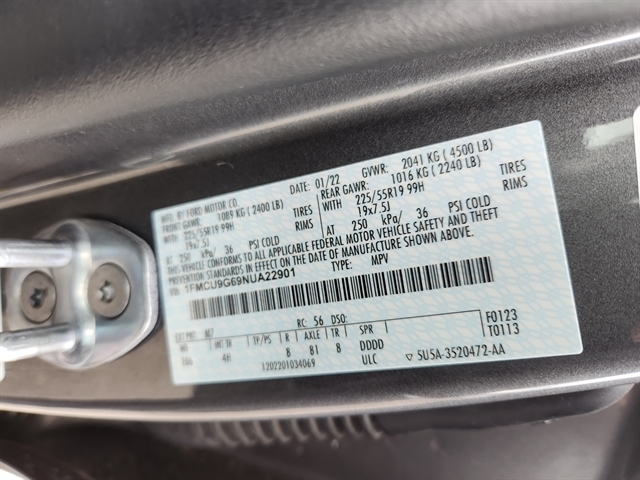 MFD. BY FORD MOTOR CO.
DATE: 01/22 GVWR: 2041 KG (4500 LB)
FRONT GAWR: 1089 KG (2400 LB)
REAR GAWR: 1016 KG (2240 LB)
WITH 225/55R19 99H TIRES
19x7.5J RIMS
AT 250 kPa/ 36 PSI COLD
WITH 225/55R19 99H TIRES
19x7.5J RIMS
AT 250 kPa/ 36 PSI COLD
THIS VEHICLE CONFORMS TO ALL APPLICABLE FEDERAL MOTOR VEHICLE SAFETY AND THEFT
PREVENTION STANDARDS IN EFFECT ON THE DATE OF MANUFACTURE SHOWN ABOVE.
VIN: 1FMCU9G69NUA22901
TYPE: MPV
RC: 56 DSO:
WB INT TR TP/PS R AXLE TR SPR
4H 8 B1 8 DDDD
1202201034069 ULC
F0123
T0113
▽ 5U5A-3520472-AA